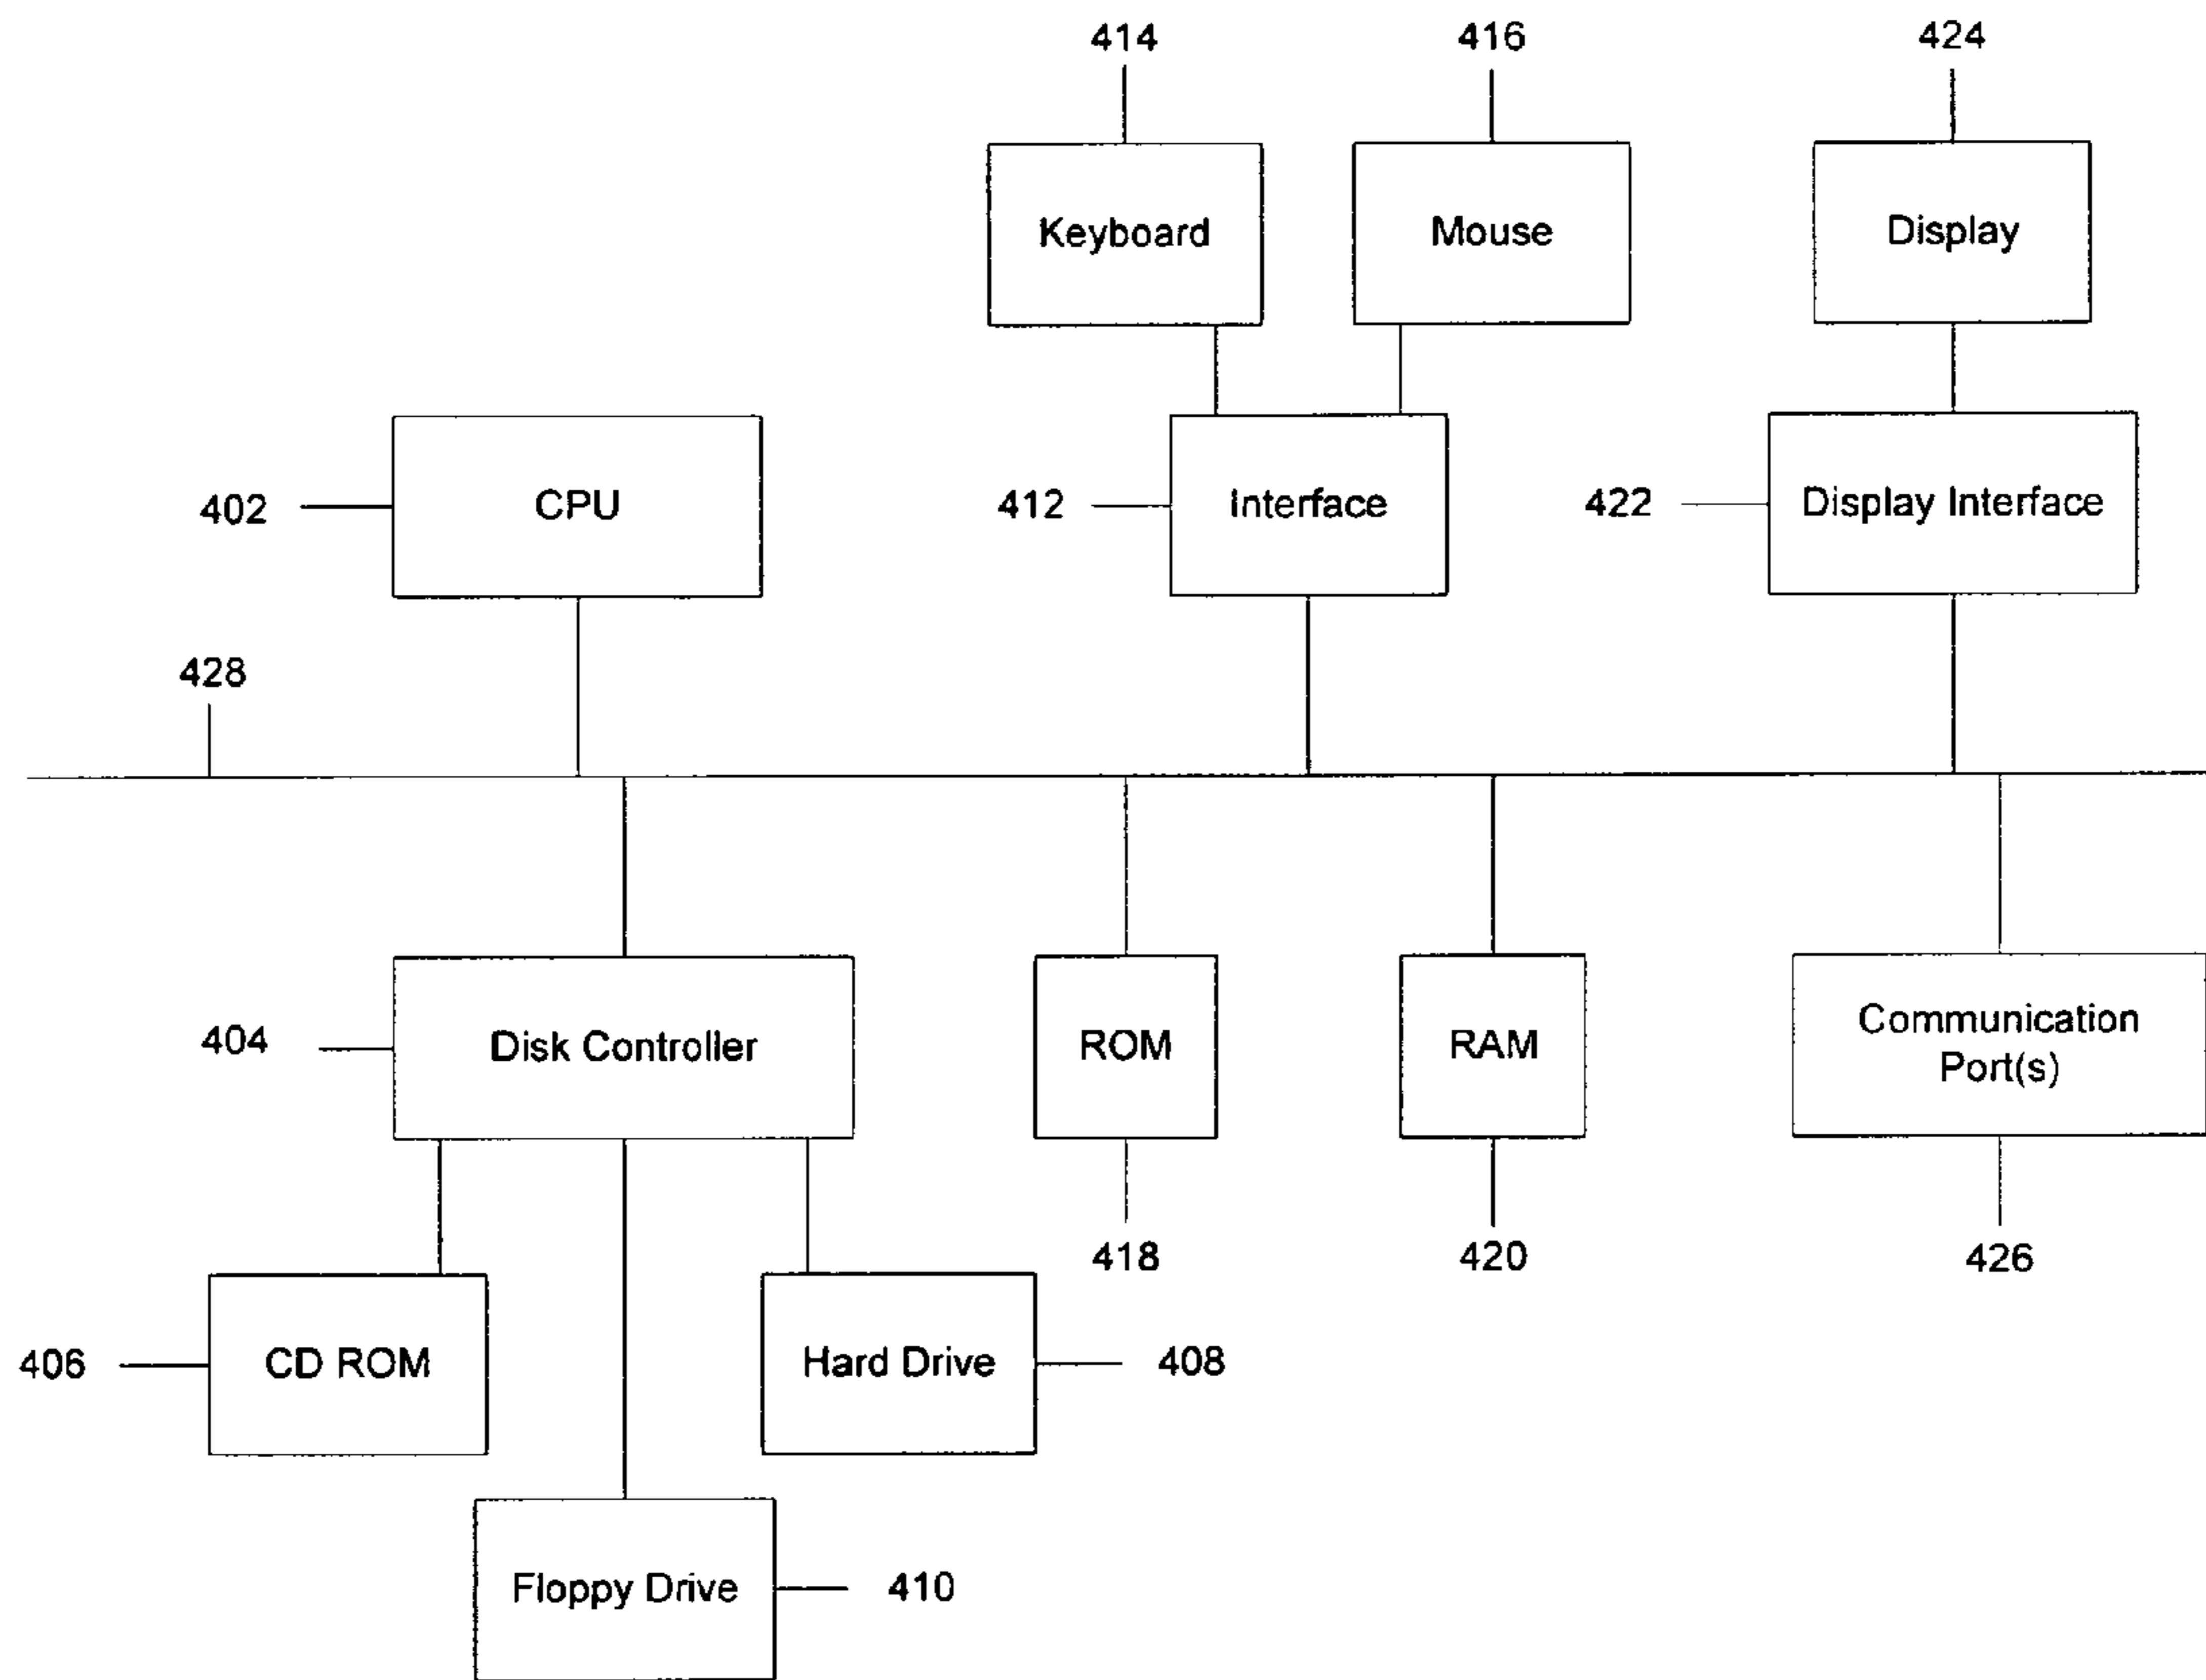 414
416
424
Keyboard
Mouse
Display
402
CPU
412
Interface
422
Display Interface
428
404
Disk Controller
ROM
RAM
Communication
Port(s)
418
420
426
406
CD ROM
Hard Drive
408
Floppy Drive
410